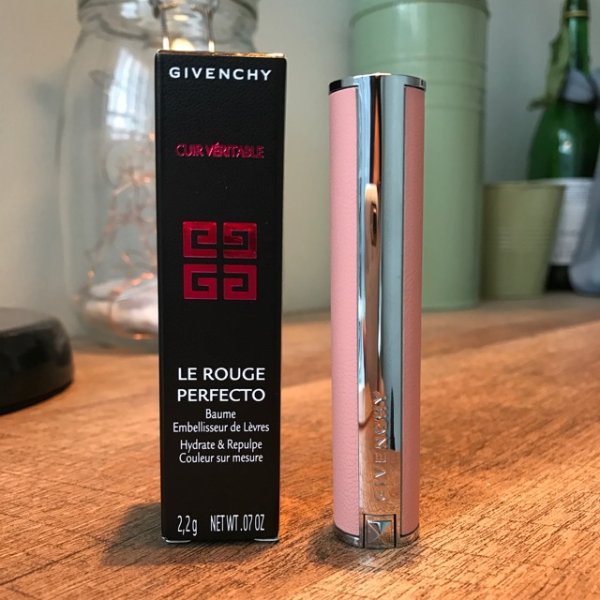 GIVENCHY
CUIR VÉRITABLE
LE ROUGE
PERFECTO
Baume
Embellisseur de Lèvres
Hydrate & Repulpe
Couleur sur mesure
2,2g NET WT .07 OZ
GIVENCHY